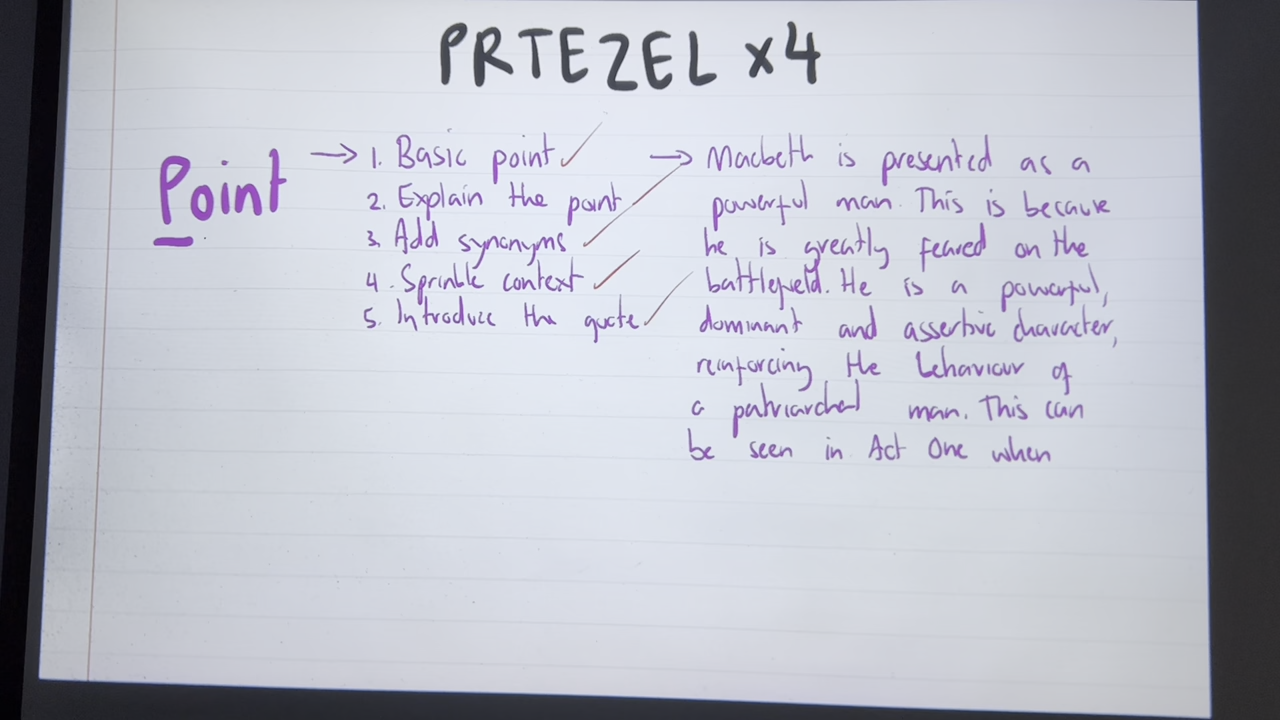 PRTEZEL x4
Point
→ 1. Basic point ✓
2. Explain the point
3. Add synonyms ✓
4. Sprinkle context ✓
5. Introduce the quote ✓
→ Macbeth is presented as a
powerful man. This is because
he is greatly feared on the
battlefield. He is a powerful,
dominant and assertive character,
reinforcing the behaviour of
a patriarchal man. This can
be seen in Act One when